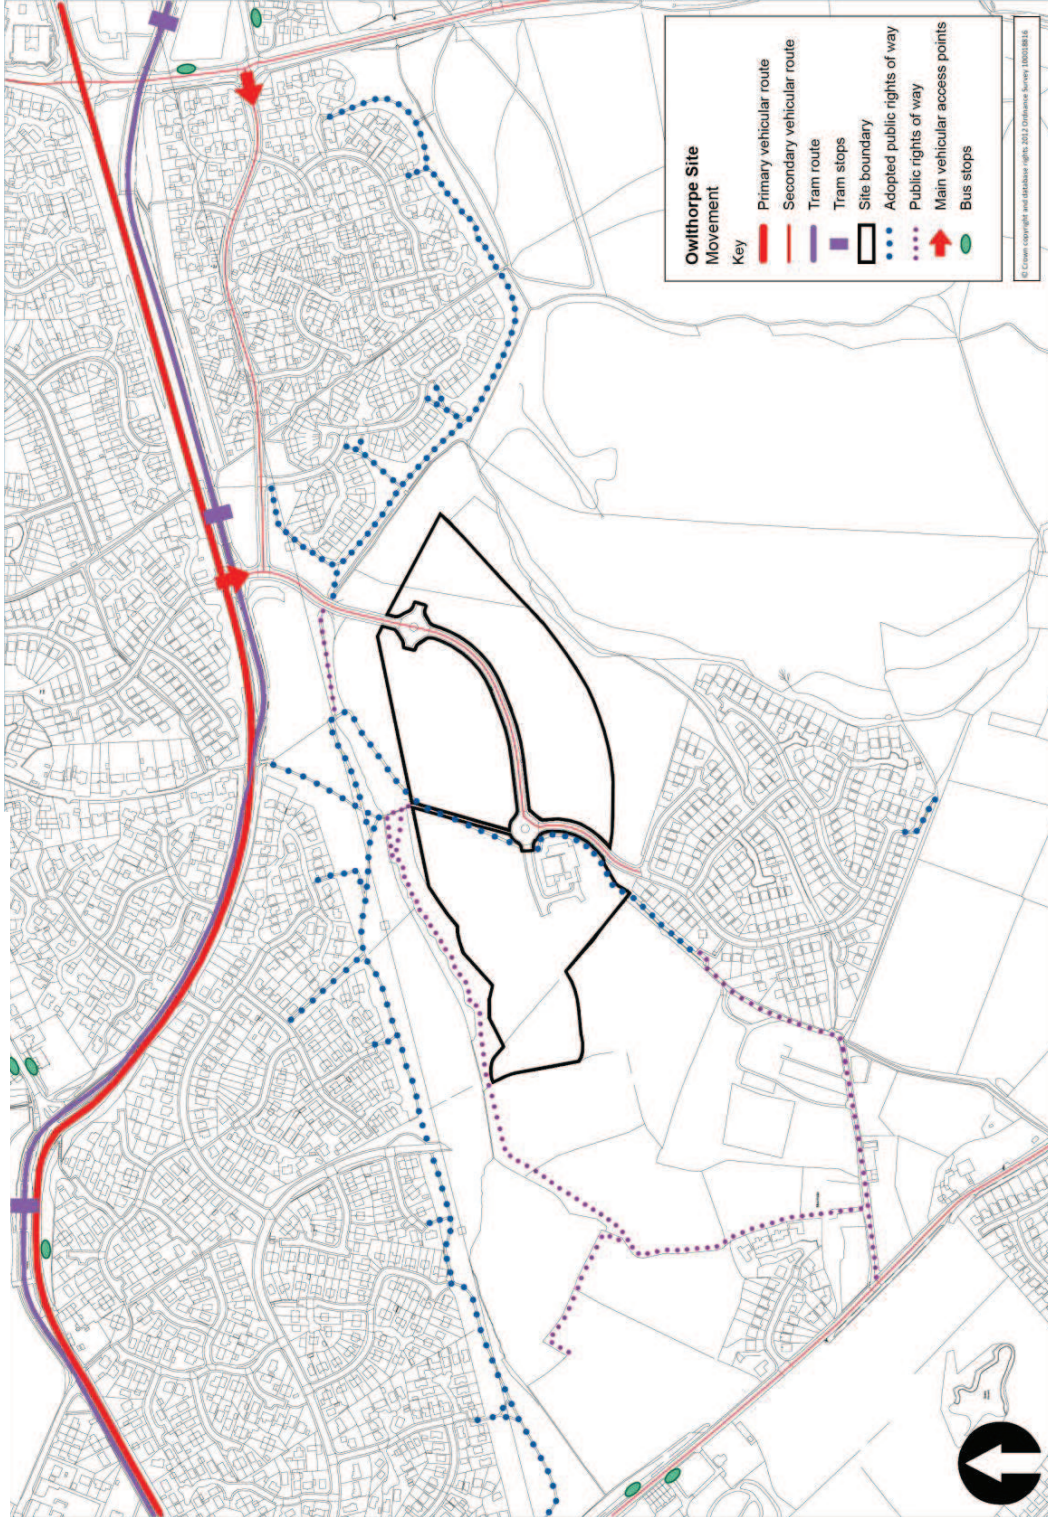 Owlthorpe Site
Movement
Key
Primary vehicular route
Secondary vehicular route
Tram route
Tram stops
Site boundary
Adopted public rights of way
Public rights of way
Main vehicular access points
Bus stops
© Crown copyright and database rights 2012 Ordnance Survey 100018816